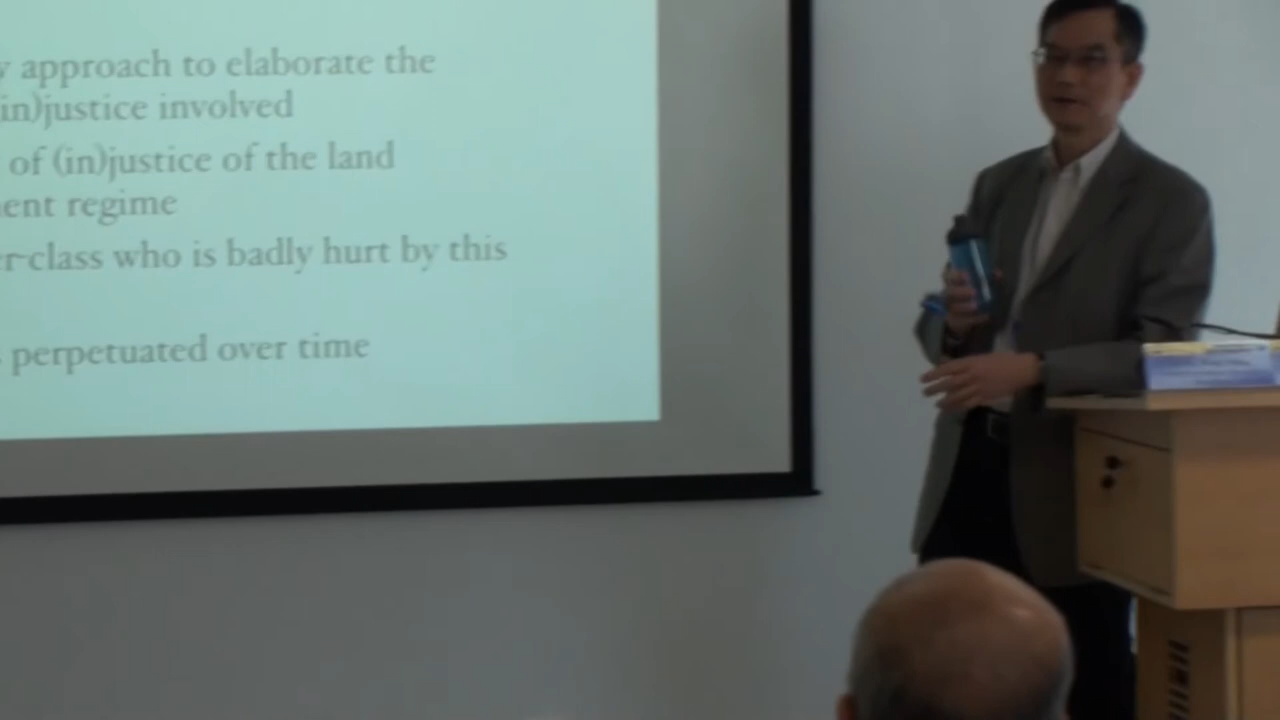 approach to elaborate the
in)justice involved
of (in)justice of the land
ent regime
r-class who is badly hurt by this
perpetuated over time